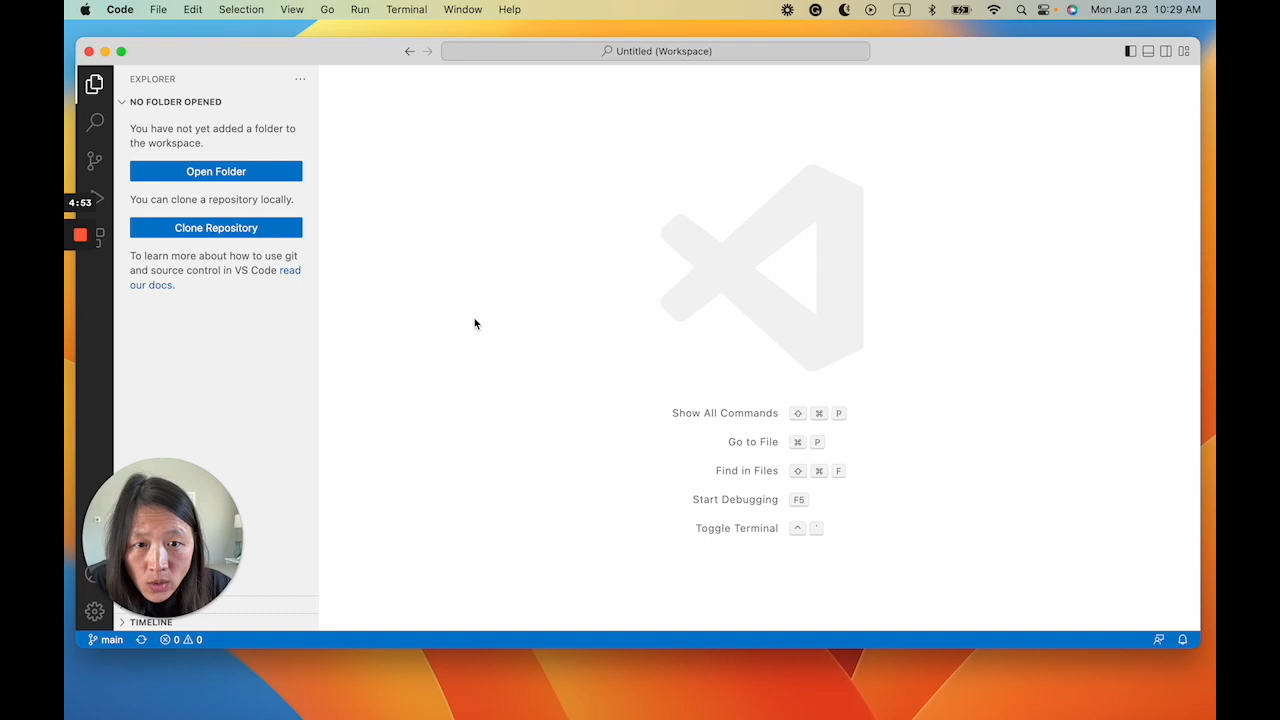 Code File Edit Selection View Go Run Terminal Window Help A Mon Jan 23 10:29 AM
Untitled (Workspace)
EXPLORER
NO FOLDER OPENED
You have not yet added a folder to
the workspace.
Open Folder
You can clone a repository locally.
4:53
Clone Repository
To learn more about how to use git
and source control in VS Code read
our docs.
Show All Commands ⇧ ⌘ P
Go to File ⌘ P
Find in Files ⇧ ⌘ F
Start Debugging F5
Toggle Terminal ^ `
TIMELINE
main 0 0